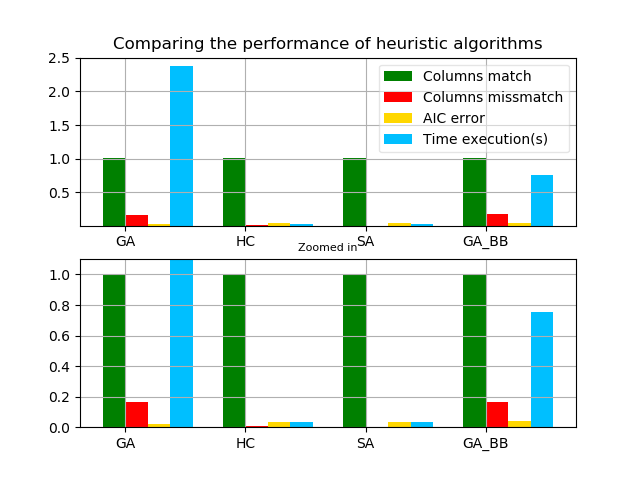 Comparing the performance of heuristic algorithms
2.5
2.0
1.5
1.0
0.5
Columns match
Columns missmatch
AIC error
Time execution(s)
GA HC SA GA_BB
Zoomed in
1.0
0.8
0.6
0.4
0.2
0.0
GA HC SA GA_BB